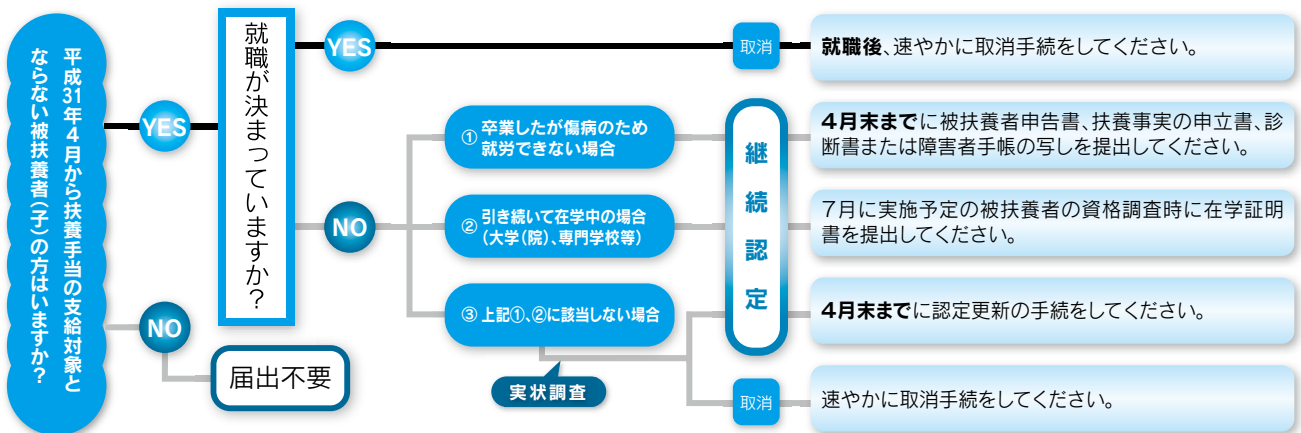 平成31年4月から扶養手当の支給対象と
ならない被扶養者(子)の方はいますか?
YES
NO
届出不要
就職が決まっていますか?
YES
取消
就職後、速やかに取消手続をしてください。
NO
① 卒業したが傷病のため
就労できない場合
② 引き続いて在学中の場合
(大学(院)、専門学校等)
③ 上記①、②に該当しない場合
実状調査
継続認定
4月末までに被扶養者申告書、扶養事実の申立書、診
断書または障害者手帳の写しを提出してください。
7月に実施予定の被扶養者の資格調査時に在学証明
書を提出してください。
4月末までに認定更新の手続をしてください。
取消
速やかに取消手続をしてください。